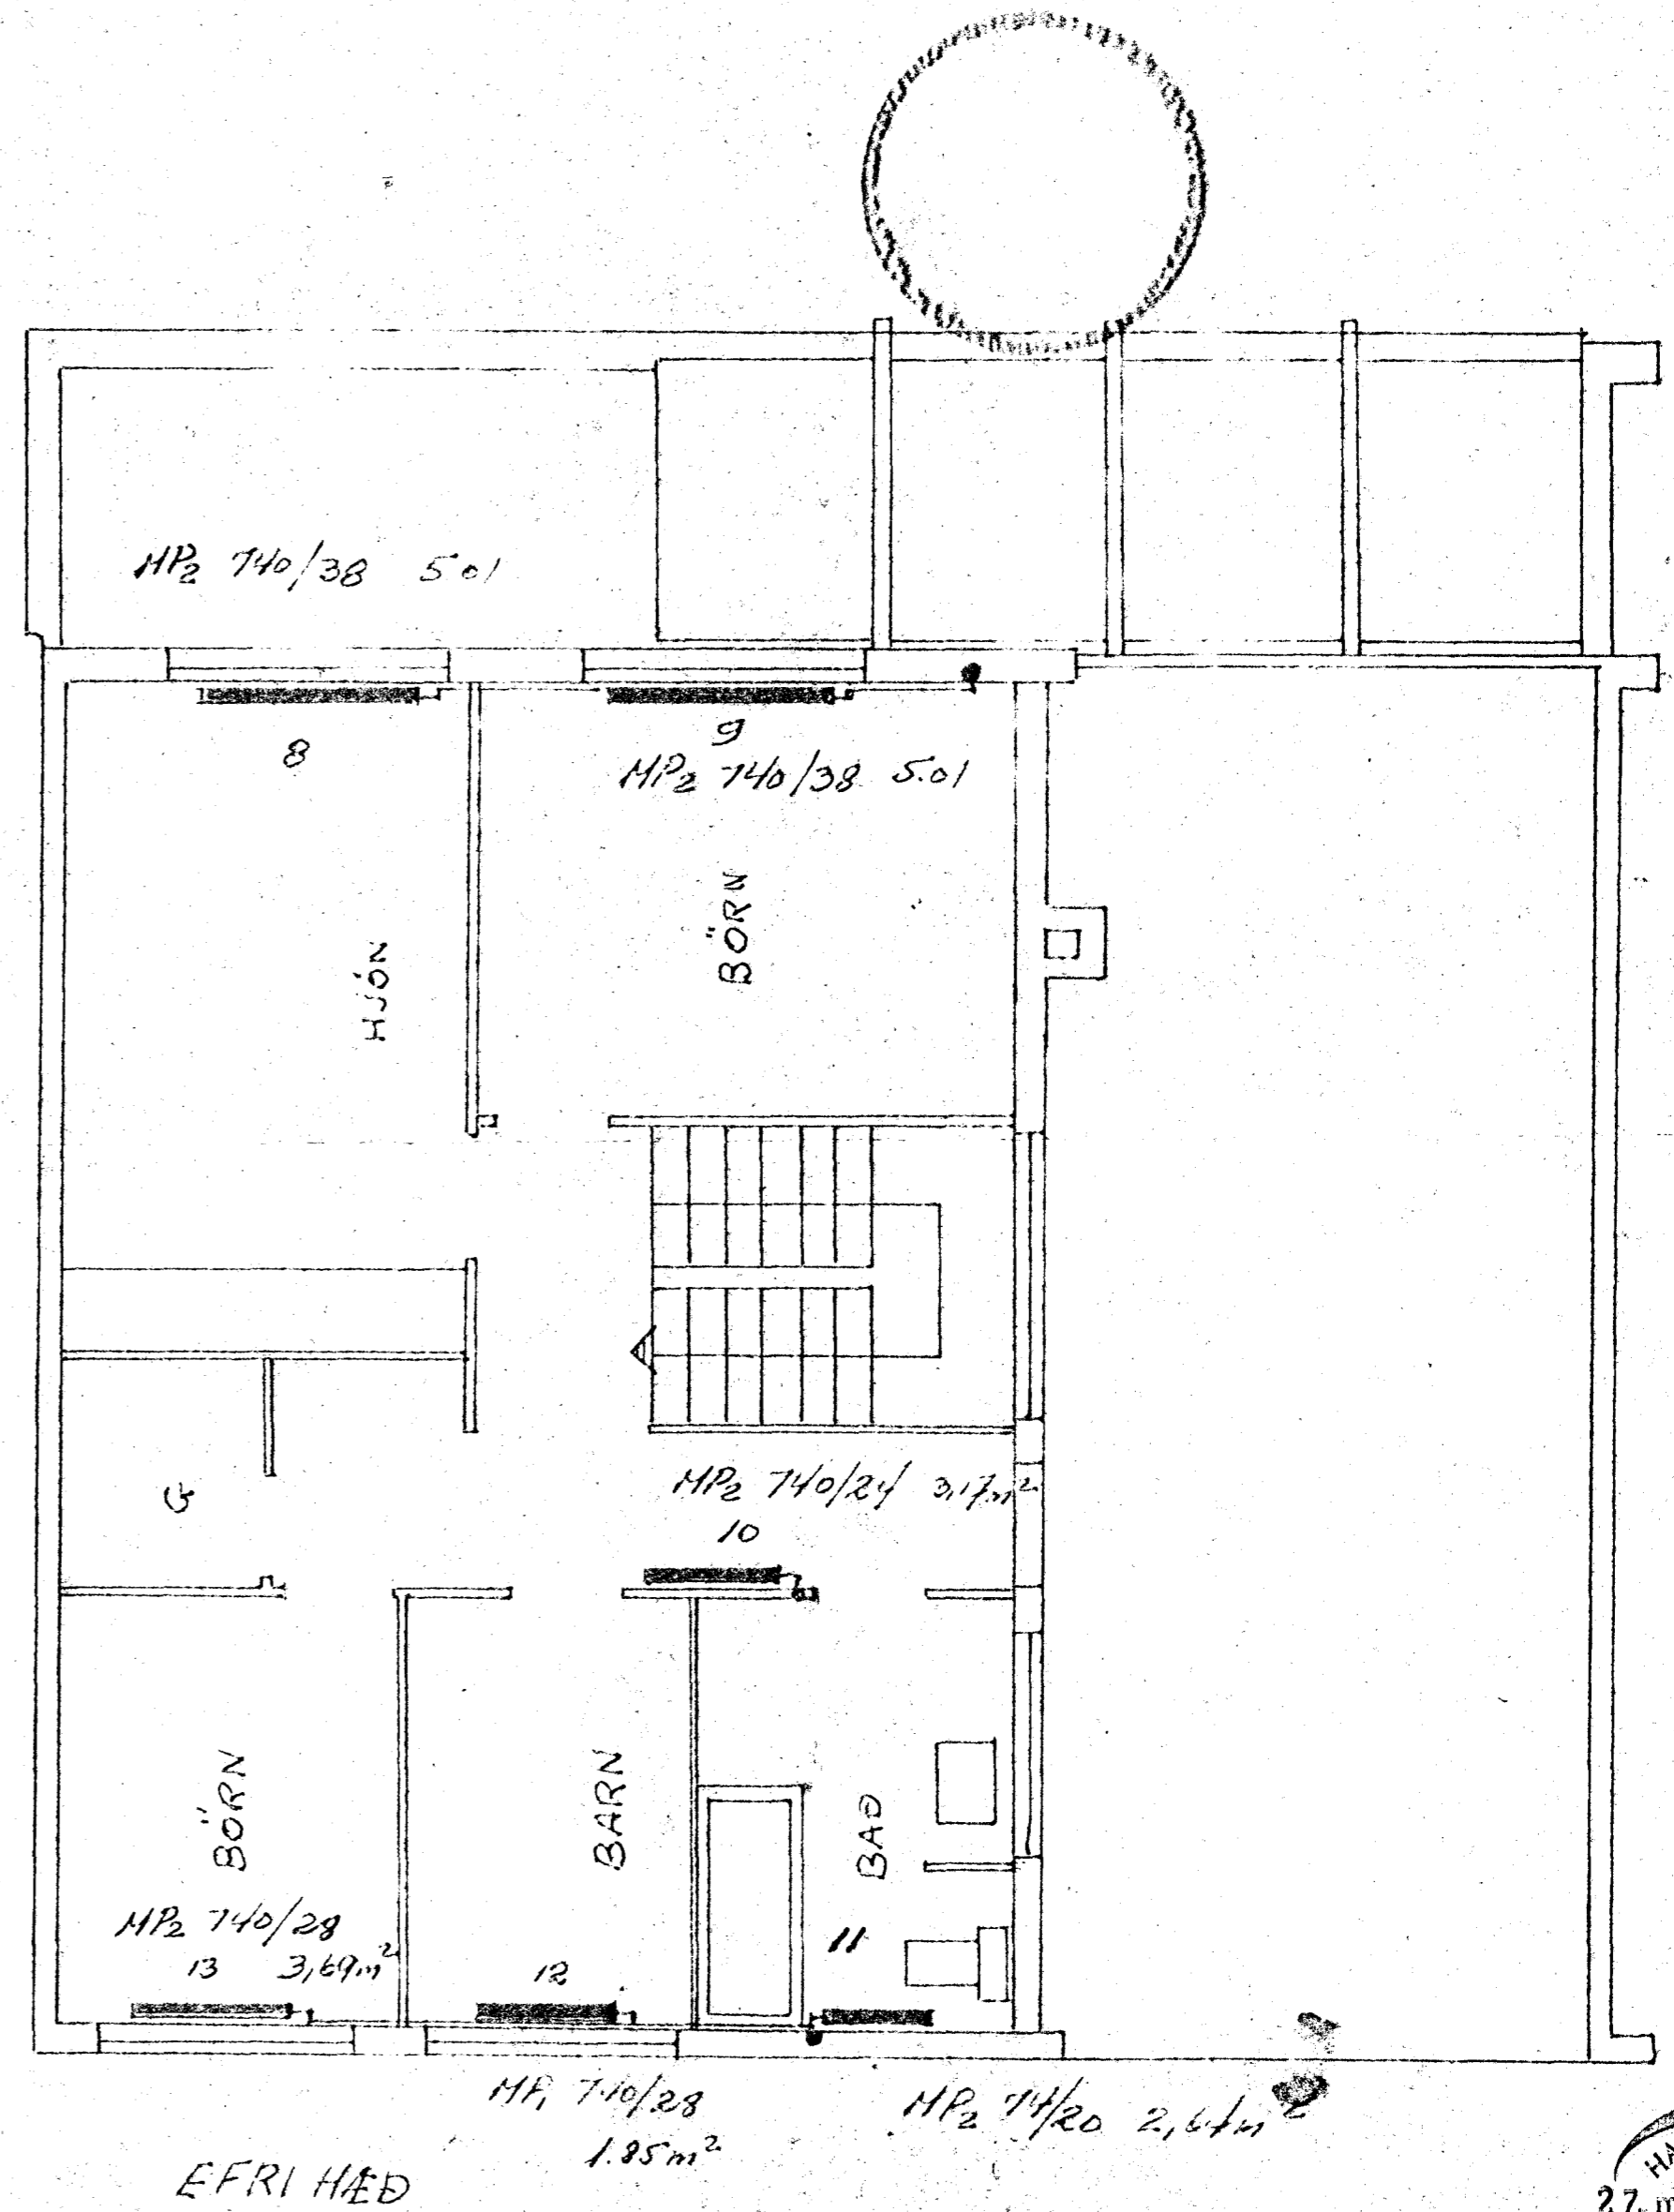 MP2 740/38 5.01
8
9
MP2 740/38 5.01
HJÓN
BÖRN
MP2 740/24 3,17m²
10
G
BÖRN
BARN
BAÐ
MP2 740/28
13 3,69m²
12
11
MP1 740/28
1.85m²
MP2 74/20 2,64m²
EFRI HÆÐ
27. m